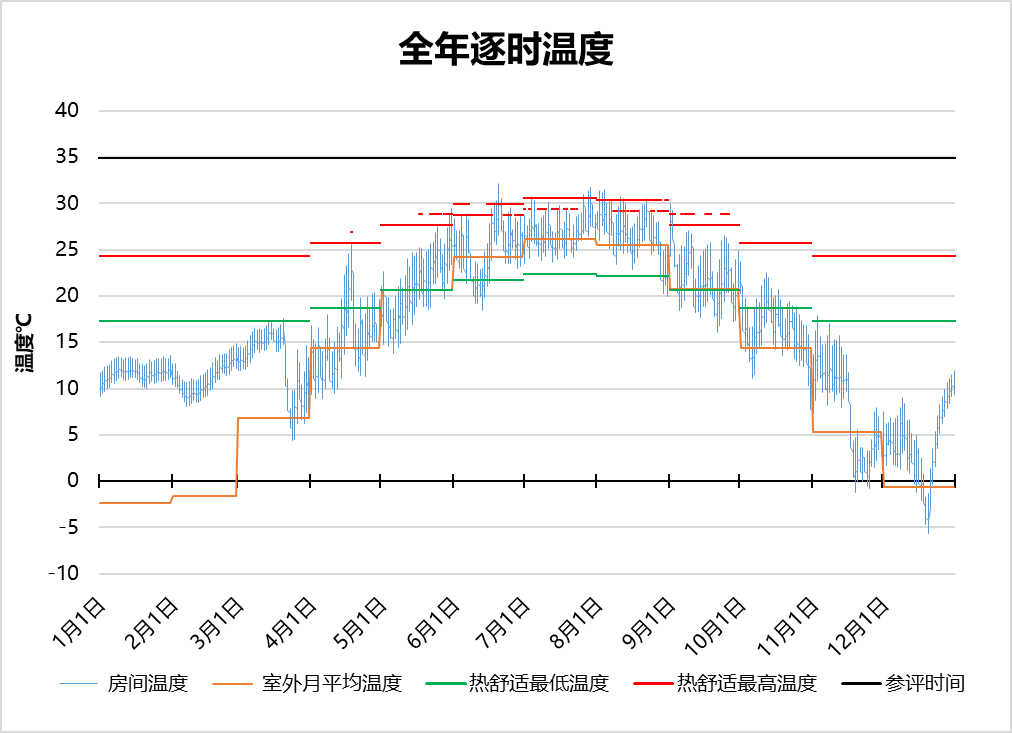 全年逐时温度
40
35
30
25
20
15
10
5
0
-5
-10
温度℃
1月1日
2月1日
3月1日
4月1日
5月1日
6月1日
7月1日
8月1日
9月1日
10月1日
11月1日
12月1日
房间温度 室外月平均温度 热舒适最低温度 热舒适最高温度 参评时间